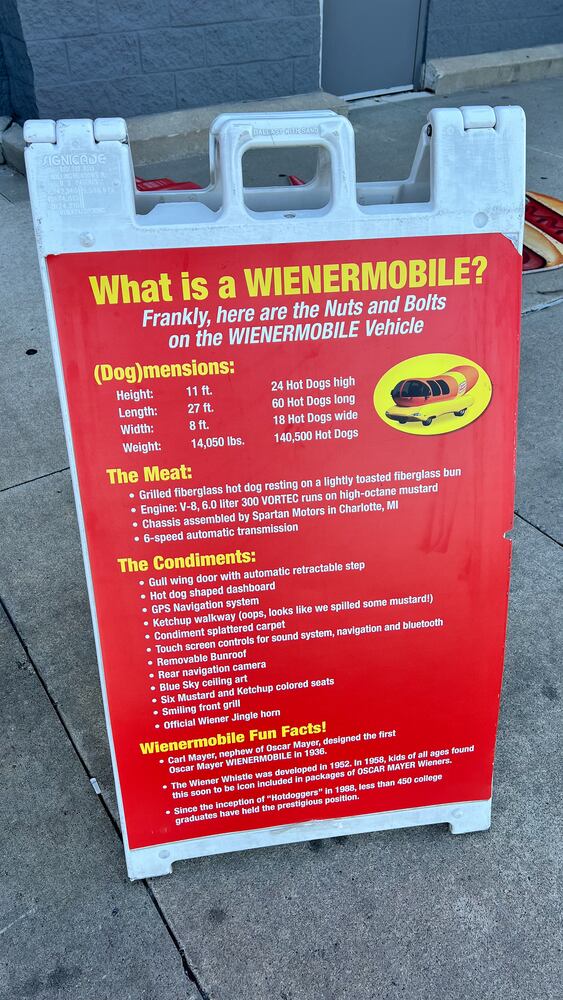 BALLAST WITH SAND
SIGNICADE
What is a WIENERMOBILE?
Frankly, here are the Nuts and Bolts
on the WIENERMOBILE Vehicle
(Dog)mensions:
Height: 11 ft. 24 Hot Dogs high
Length: 27 ft. 60 Hot Dogs long
Width: 8 ft. 18 Hot Dogs wide
Weight: 14,050 lbs. 140,500 Hot Dogs
The Meat:
• Grilled fiberglass hot dog resting on a lightly toasted fiberglass bun
• Engine: V-8, 6.0 liter 300 VORTEC runs on high-octane mustard
• Chassis assembled by Spartan Motors in Charlotte, MI
• 6-speed automatic transmission
The Condiments:
• Gull wing door with automatic retractable step
• Hot dog shaped dashboard
• GPS Navigation system
• Ketchup walkway (oops, looks like we spilled some mustard!)
• Condiment splattered carpet
• Touch screen controls for sound system, navigation and bluetooth
• Removable Bunroof
• Rear navigation camera
• Blue Sky ceiling art
• Six Mustard and Ketchup colored seats
• Smiling front grill
• Official Wiener Jingle horn
Wienermobile Fun Facts!
• Carl Mayer, nephew of Oscar Mayer, designed the first
Oscar Mayer WIENERMOBILE in 1936.
• The Wiener Whistle was developed in 1952. In 1958, kids of all ages found
this soon to be icon included in packages of OSCAR MAYER Wieners.
• Since the inception of "Hotdoggers" in 1988, less than 450 college
graduates have held the prestigious position.